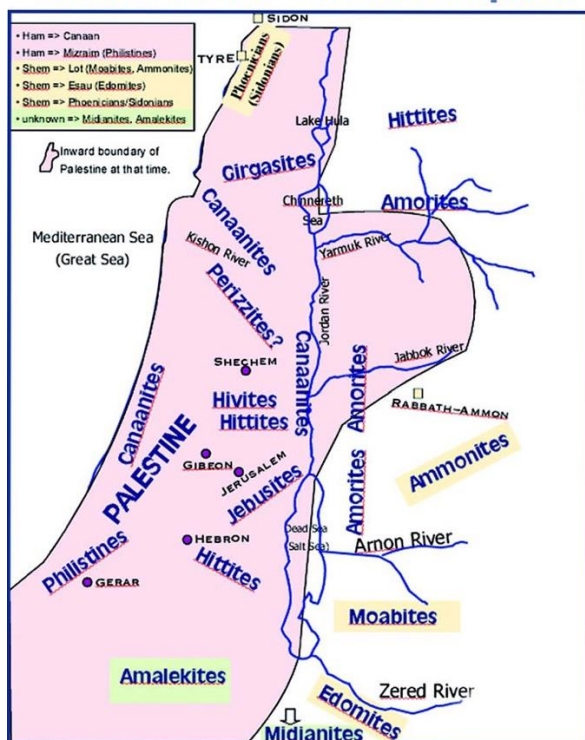 SIDON
• Ham => Canaan
• Ham => Mizraim (Philistines)
• Shem => Lot (Moabites, Ammonites)
• Shem => Esau (Edomites)
• Shem => Phoenicians/Sidonians
• unknown => Midianites, Amalekites
TYRE
Phoenicians
(Sidonians)
Inward boundary of
Palestine at that time.
Lake Hula
Hittites
Girgasites
Chinnereth
Sea
Amorites
Mediterranean Sea
(Great Sea)
Canaanites
Kishon River
Yarmuk River
Perizzites?
Jordan River
SHECHEM
Canaanites
Jabbok River
Canaanites
Hivites
Hittites
Amorites
RABBATH-AMMON
PALESTINE
GIBEON
JERUSALEM
Jebusites
Amorites
Ammonites
Dead Sea
Salt Sea)
Arnon River
HEBRON
Hittites
Philistines
GERAR
Moabites
Amalekites
Edomites
Zered River
Midianites